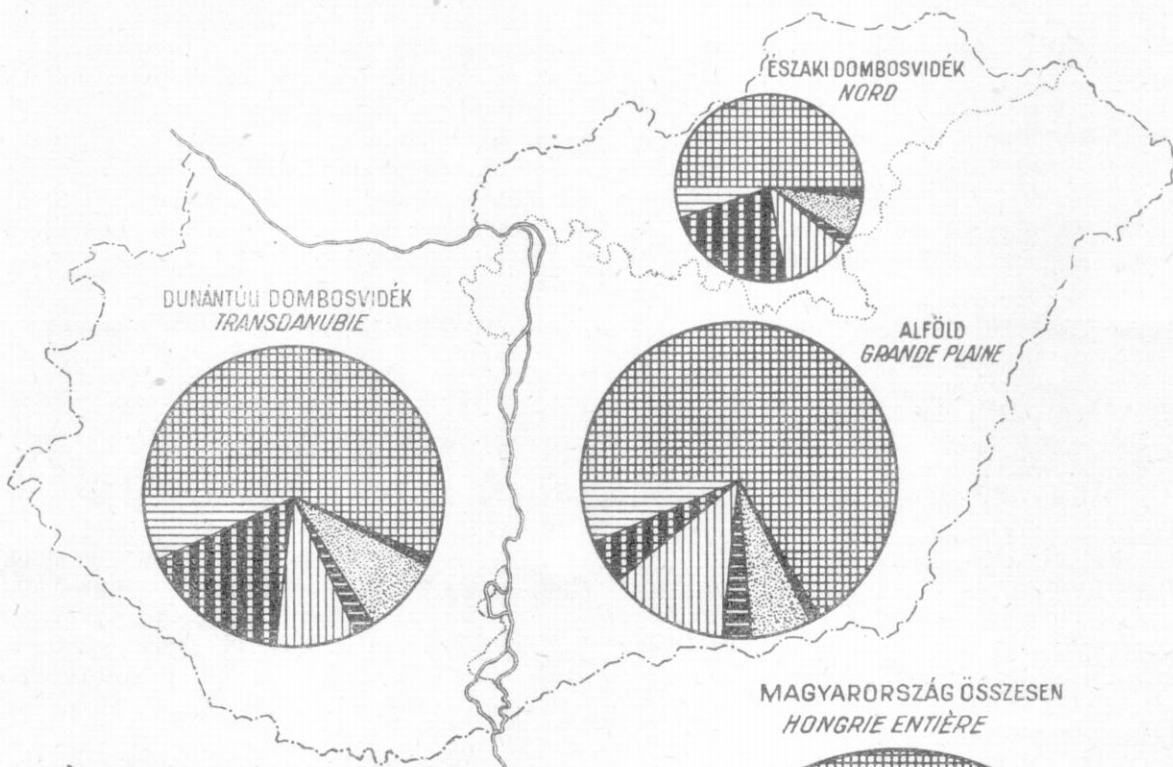 ÉSZAKI DOMBOSVIDÉK
NORD
DUNÁNTÚLI DOMBOSVIDÉK
TRANSDANUBIE
ALFÖLD
GRANDE PLAINE
MAGYARORSZÁG ÖSSZESEN
HONGRIE ENTIÈRE